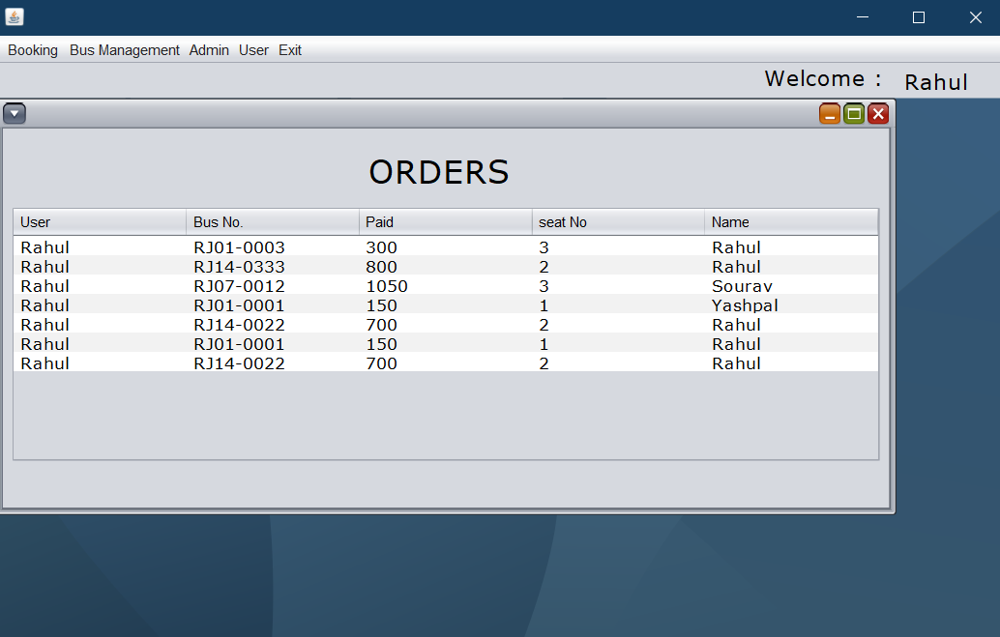 Booking Bus Management Admin User Exit
Welcome : Rahul
ORDERS
User Bus No. Paid seat No Name
Rahul RJ01-0003 300 3 Rahul
Rahul RJ14-0333 800 2 Rahul
Rahul RJ07-0012 1050 3 Sourav
Rahul RJ01-0001 150 1 Yashpal
Rahul RJ14-0022 700 2 Rahul
Rahul RJ01-0001 150 1 Rahul
Rahul RJ14-0022 700 2 Rahul